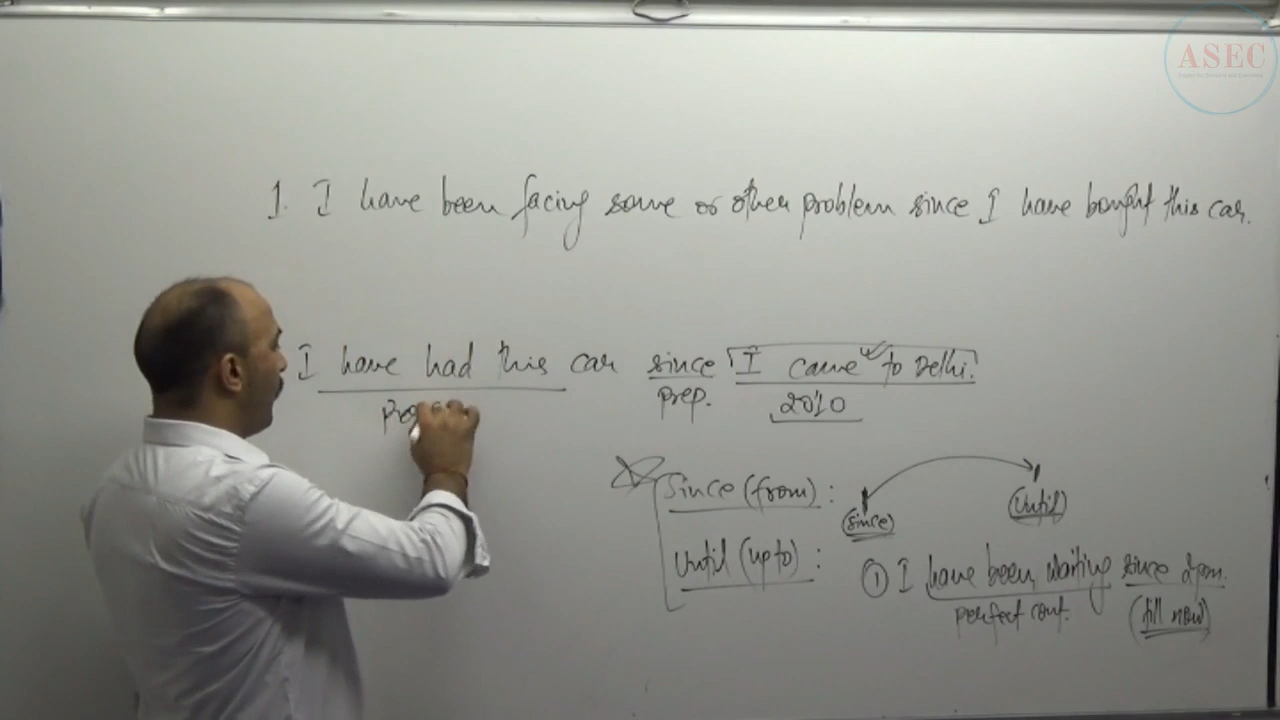 ASEC
1. I have been facing some or other problem since I have bought this car.
I have had this car since I came to Delhi.
prep. 2010
Since (from) :
(since)
(until)
until (up to) :
① I have been waiting since 2pm.
perfect cont. (till now)